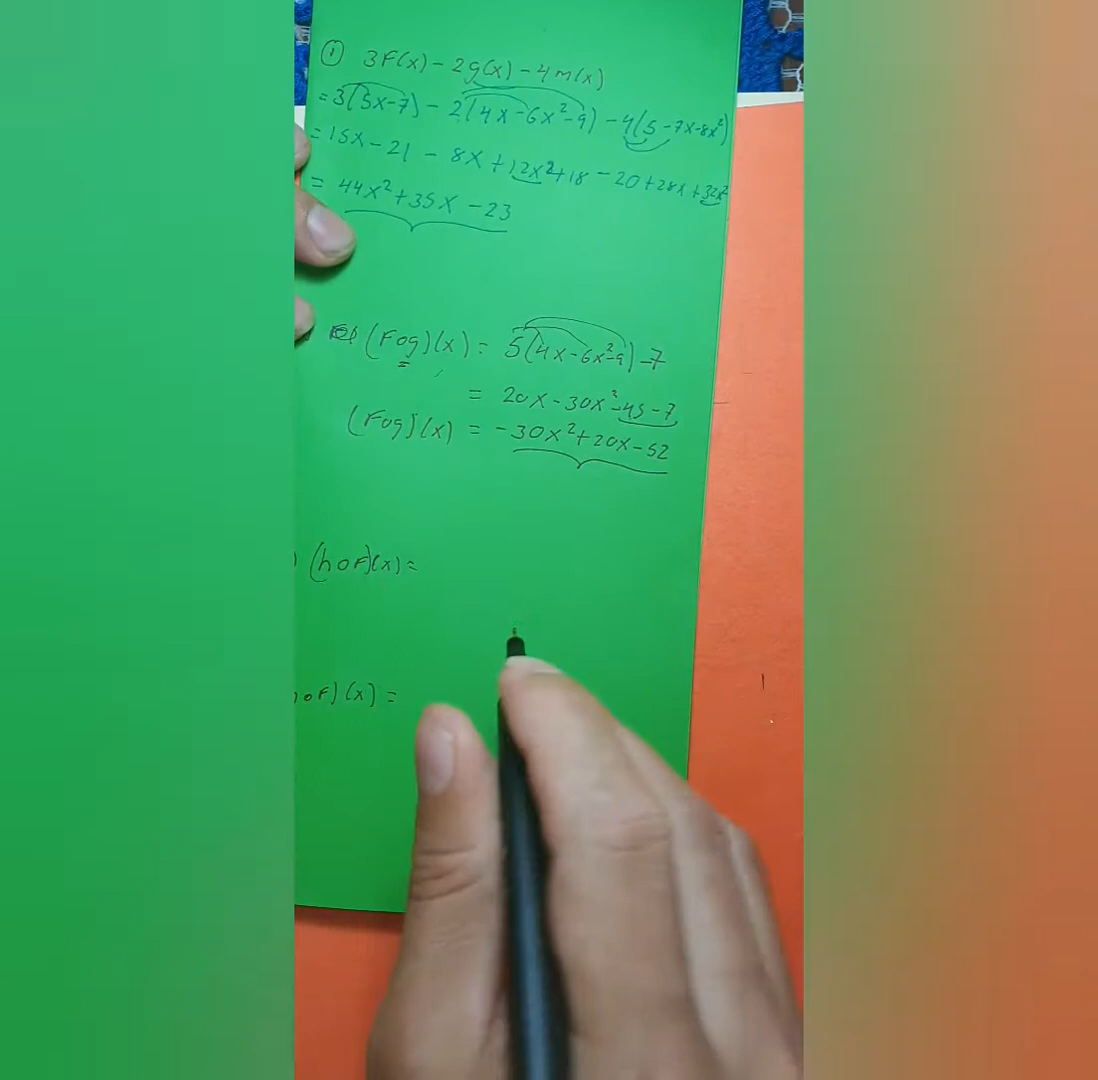 ① 3F(x) - 2g(x) - 4m(x)
= 3(5x-7) - 2(4x-6x²-9) - 4(5-7x-8x²)
= 15x - 21 - 8x + 12x² + 18 - 20 + 28x + 32x²
= 44x² + 35x - 23
(Fog)(x) = 5(4x-6x²-9)-7
= 20x - 30x² - 45 - 7
(Fog)(x) = -30x² + 20x - 52
) (hoF)(x) =
hoF)(x) =